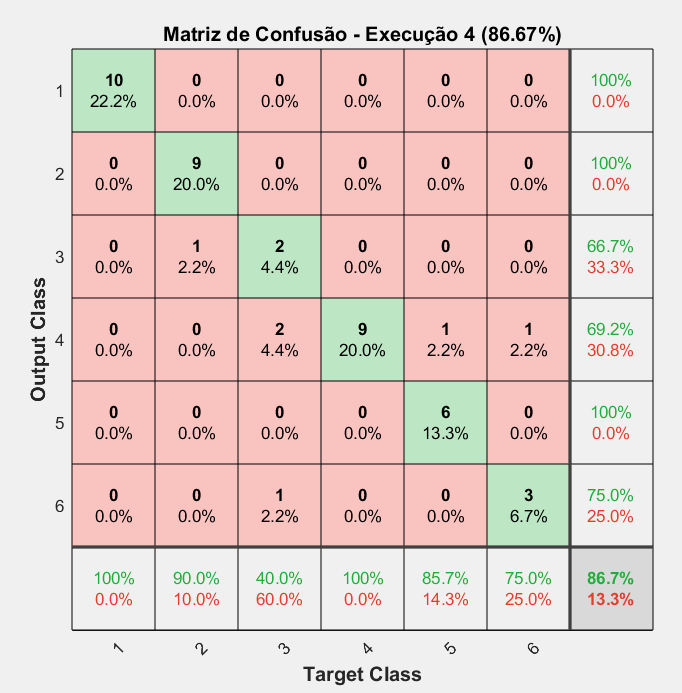 Matriz de Confusão - Execução 4 (86.67%)
1
10 0 0 0 0 0 100%
22.2% 0.0% 0.0% 0.0% 0.0% 0.0% 0.0%
2
0 9 0 0 0 0 100%
0.0% 20.0% 0.0% 0.0% 0.0% 0.0% 0.0%
3
0 1 2 0 0 0 66.7%
0.0% 2.2% 4.4% 0.0% 0.0% 0.0% 33.3%
4
0 0 2 9 1 1 69.2%
0.0% 0.0% 4.4% 20.0% 2.2% 2.2% 30.8%
5
0 0 0 0 6 0 100%
0.0% 0.0% 0.0% 0.0% 13.3% 0.0% 0.0%
6
0 0 1 0 0 3 75.0%
0.0% 0.0% 2.2% 0.0% 0.0% 6.7% 25.0%
100% 90.0% 40.0% 100% 85.7% 75.0% 86.7%
0.0% 10.0% 60.0% 0.0% 14.3% 25.0% 13.3%
1 2 3 4 5 6
Target Class
Output Class